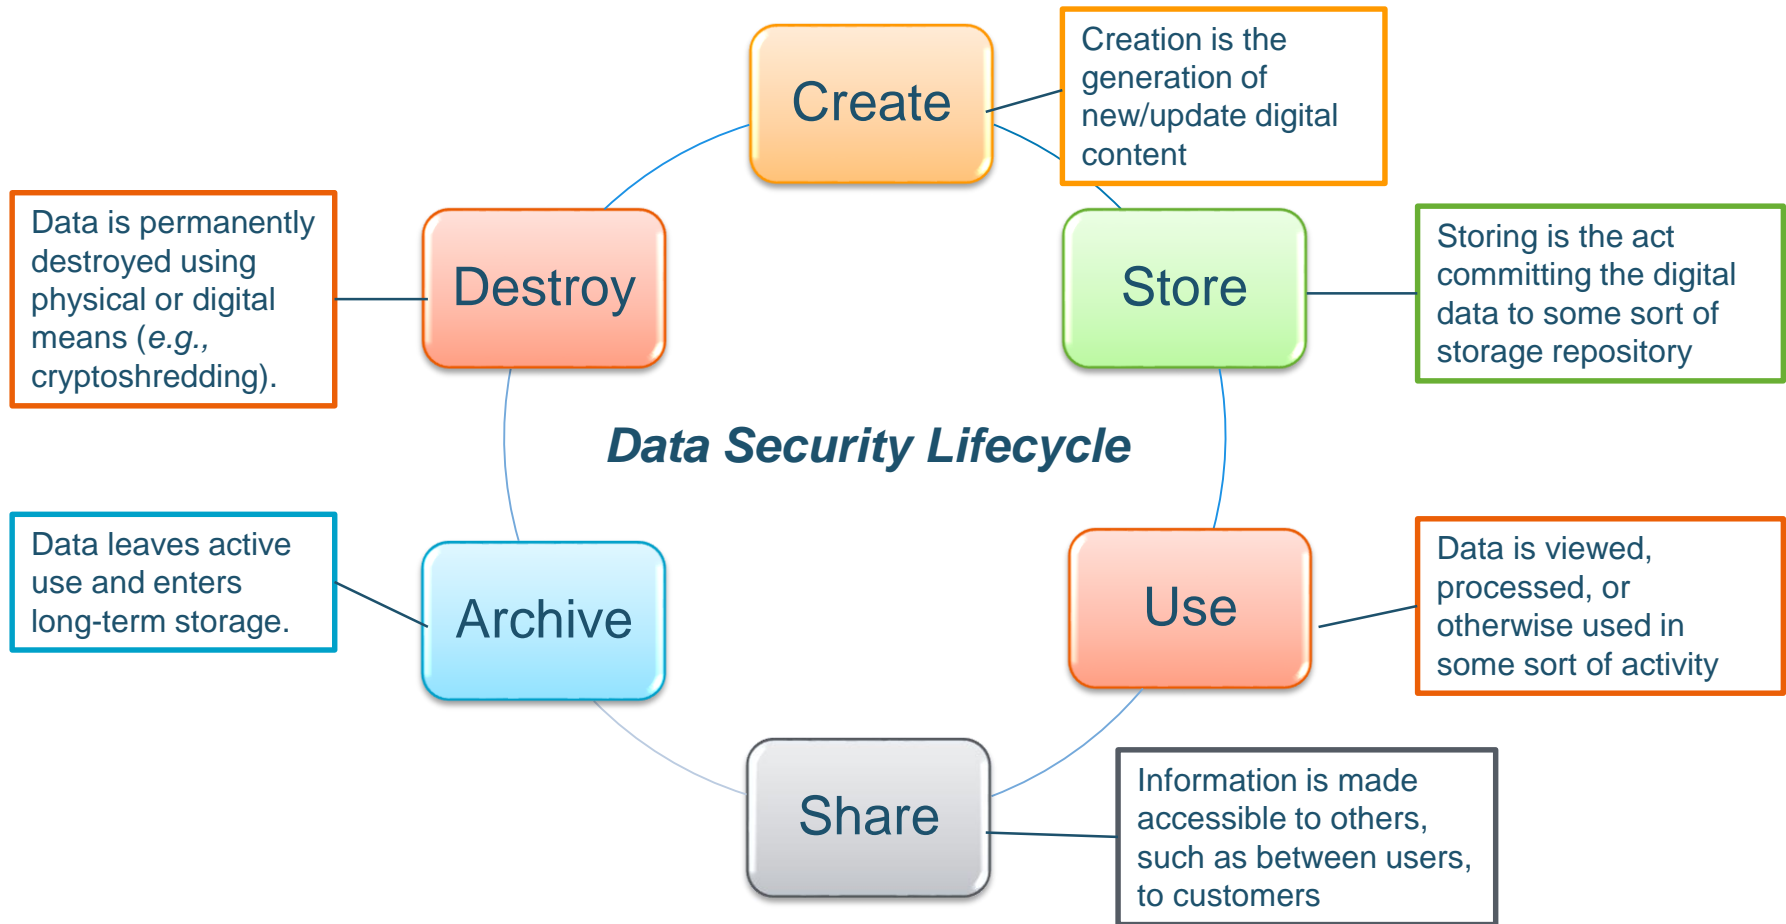 Create
Creation is the
generation of
new/update digital
content
Store
Storing is the act
committing the digital
data to some sort of
storage repository
Use
Data is viewed,
processed, or
otherwise used in
some sort of activity
Share
Information is made
accessible to others,
such as between users,
to customers
Archive
Data leaves active
use and enters
long-term storage.
Destroy
Data is permanently
destroyed using
physical or digital
means (e.g.,
cryptoshredding).
Data Security Lifecycle